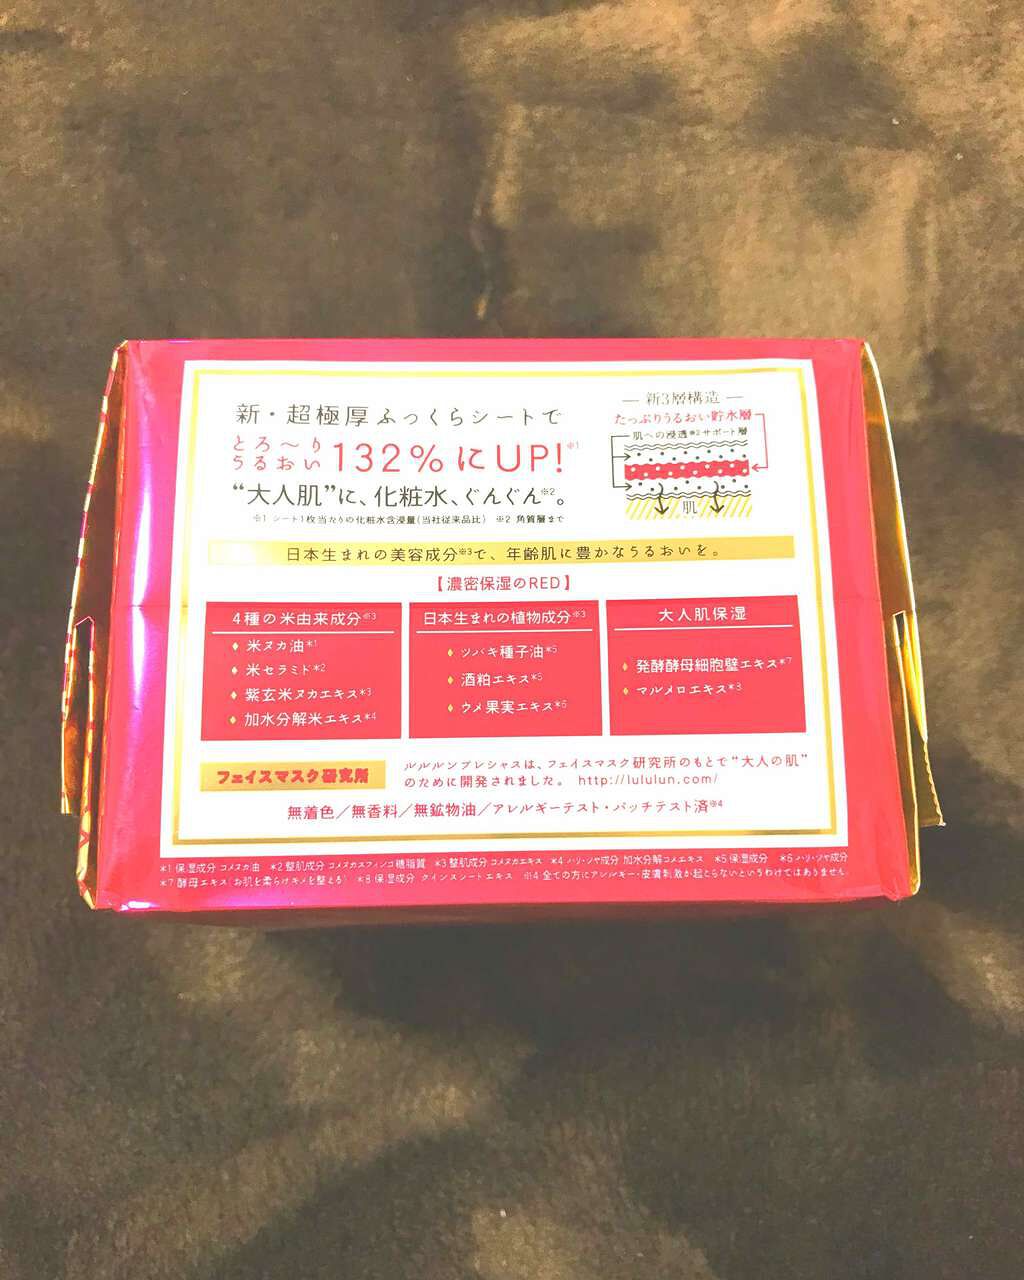 新・超極厚ふっくらシートで
とろ〜り
うるおい132%にUP!※1
“大人肌”に、化粧水、ぐんぐん※2。
※1 シート1枚当たりの化粧水含浸量(当社従来品比) ※2 角質層まで
― 新3層構造 ―
たっぷりうるおい貯水層
肌への浸透※2サポート層
肌
日本生まれの美容成分※3で、年齢肌に豊かなうるおいを。
【濃密保湿のRED】
4種の米由来成分※3
♦ 米ヌカ油*1
♦ 米セラミド*2
♦ 紫玄米ヌカエキス*3
♦ 加水分解米エキス*4
日本生まれの植物成分※3
♦ ツバキ種子油*5
♦ 酒粕エキス*5
♦ ウメ果実エキス*6
大人肌保湿
♦ 発酵酵母細胞壁エキス*7
♦ マルメロエキス*8
フェイスマスク研究所
ルルルンプレシャスは、フェイスマスク研究所のもとで“大人の肌”
のために開発されました。 http://lululun.com/
無着色／無香料／無鉱物油／アレルギーテスト・パッチテスト済※4
*1 保湿成分 コメヌカ油 *2 整肌成分 コメヌカスフィンゴ糖脂質 *3 整肌成分 コメヌカエキス *4 ハリ・ツヤ成分 加水分解コメエキス *5 保湿成分 *6 ハリ・ツヤ成分
*7 酵母エキス(お肌を柔らげキメを整える) *8 保湿成分 クインスシードエキス ※4 全ての方にアレルギー・皮膚刺激が起こらないというわけではありません